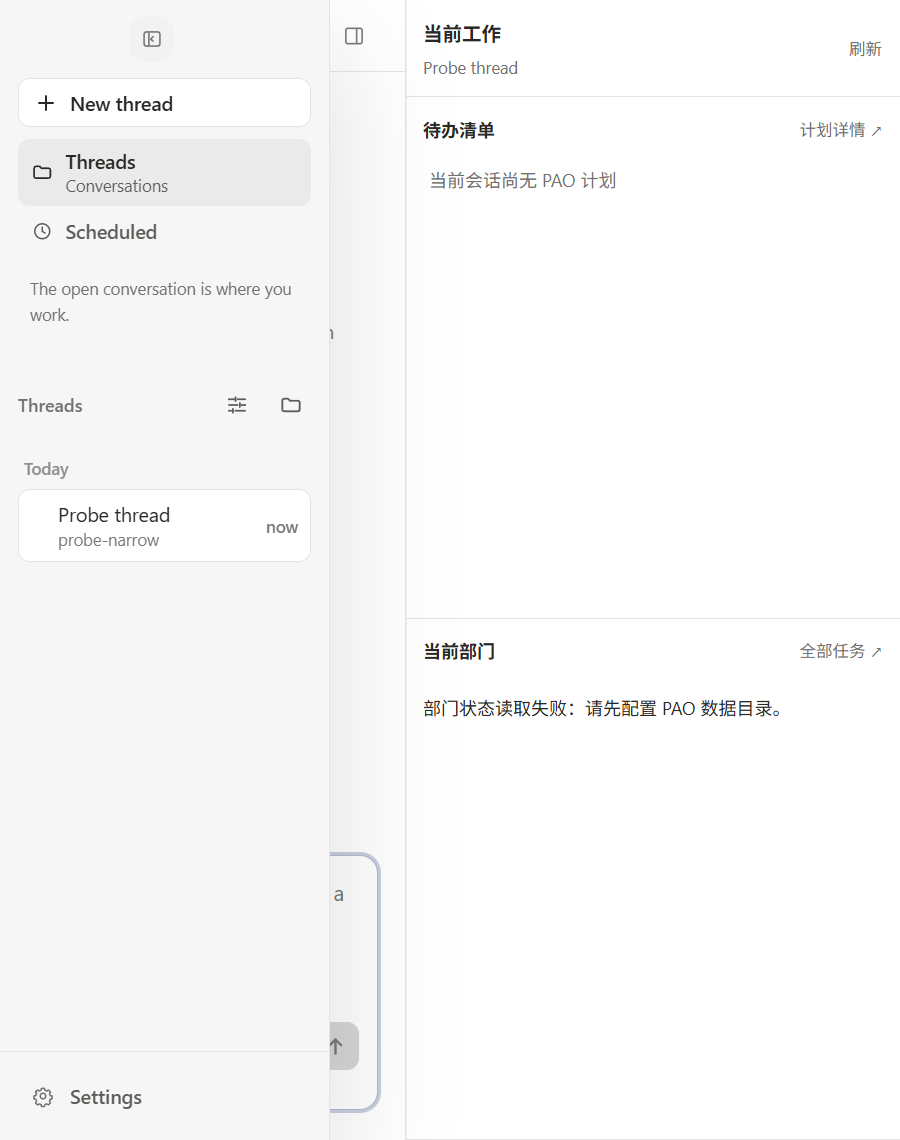 New thread
Threads
Conversations
Scheduled
The open conversation is where you
work.
Threads
Today
Probe thread
probe-narrow
now
Settings
a
当前工作
Probe thread
刷新
待办清单
计划详情 ↗
当前会话尚无 PAO 计划
当前部门
全部任务 ↗
部门状态读取失败：请先配置 PAO 数据目录。